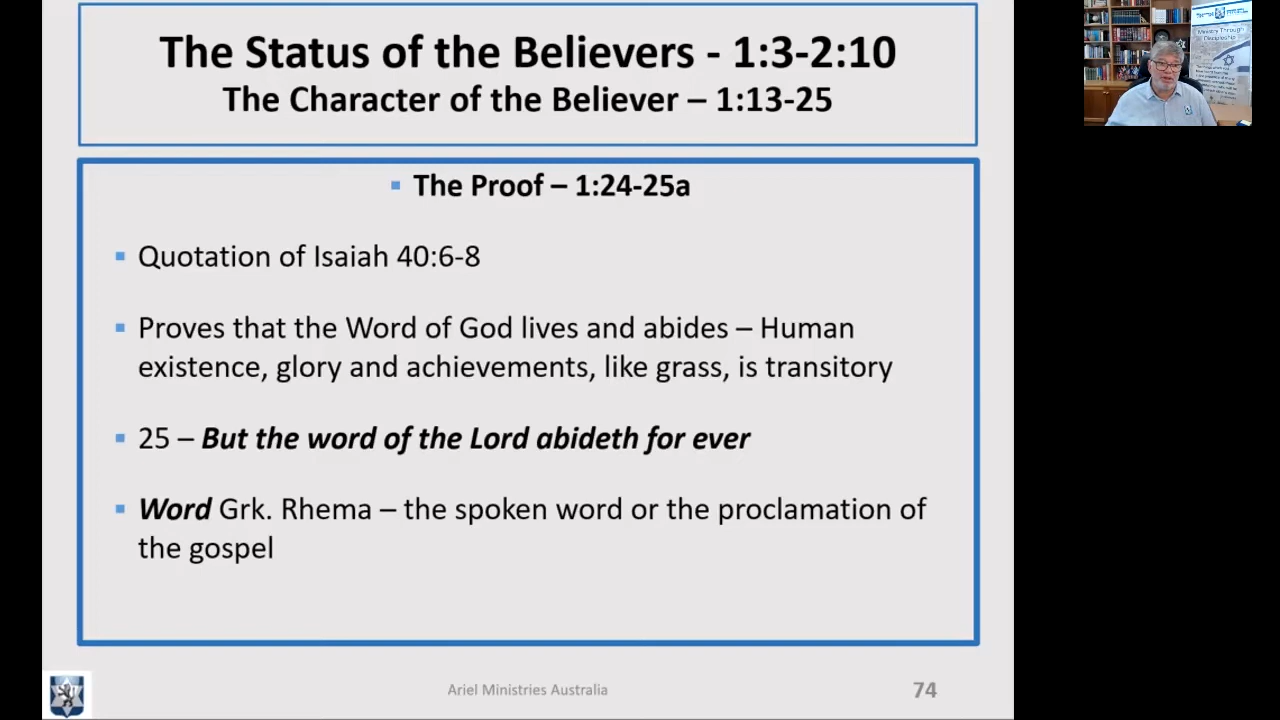 The Status of the Believers - 1:3-2:10
The Character of the Believer – 1:13-25
▪ The Proof – 1:24-25a
▪ Quotation of Isaiah 40:6-8
▪ Proves that the Word of God lives and abides – Human
existence, glory and achievements, like grass, is transitory
▪ 25 – But the word of the Lord abideth for ever
▪ Word Grk. Rhema – the spoken word or the proclamation of
the gospel
Ariel Ministries Australia
74
Ministry Through
Discipleship